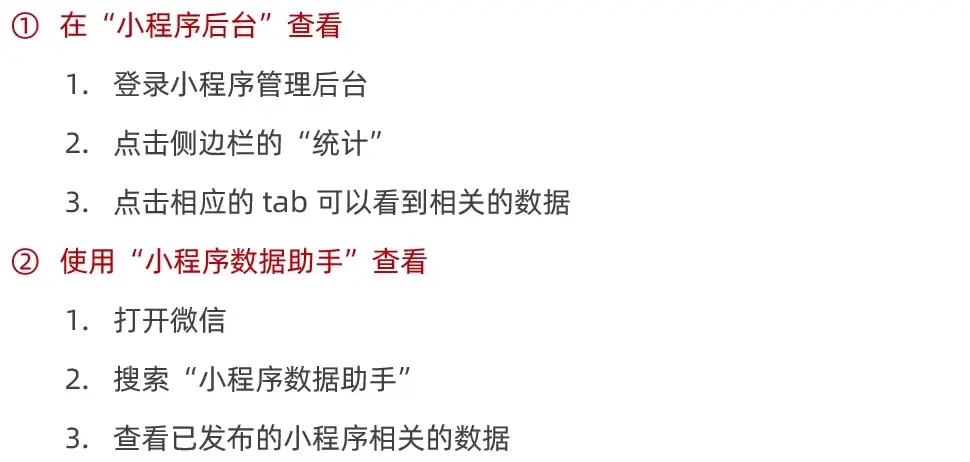 ① 在“小程序后台”查看
1. 登录小程序管理后台
2. 点击侧边栏的“统计”
3. 点击相应的 tab 可以看到相关的数据
② 使用“小程序数据助手”查看
1. 打开微信
2. 搜索“小程序数据助手”
3. 查看已发布的小程序相关的数据